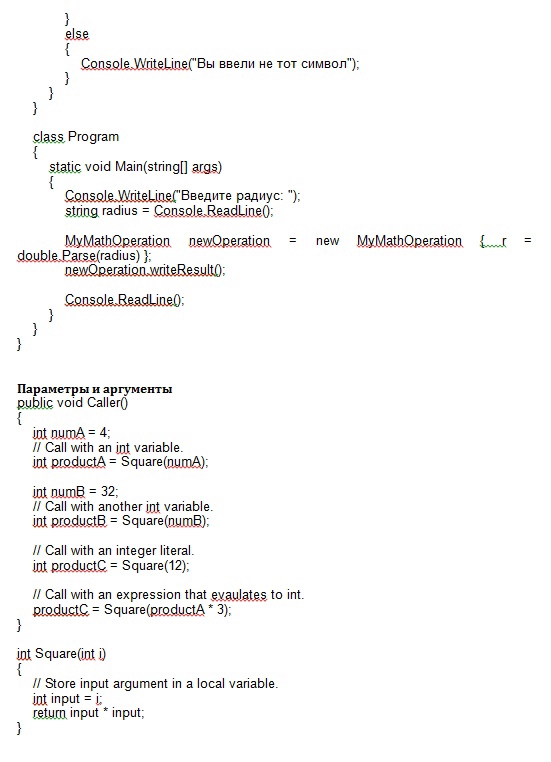 }
else
{
Console.WriteLine("Вы ввели не тот символ");
}
}
}
class Program
{
static void Main(string[] args)
{
Console.WriteLine("Введите радиус: ");
string radius = Console.ReadLine();
MyMathOperation newOperation = new MyMathOperation { r =
double.Parse(radius) };
newOperation.writeResult();
Console.ReadLine();
}
}
}
Параметры и аргументы
public void Caller()
{
int numA = 4;
// Call with an int variable.
int productA = Square(numA);
int numB = 32;
// Call with another int variable.
int productB = Square(numB);
// Call with an integer literal.
int productC = Square(12);
// Call with an expression that evaulates to int.
productC = Square(productA * 3);
}
int Square(int i)
{
// Store input argument in a local variable.
int input = i;
return input * input;
}